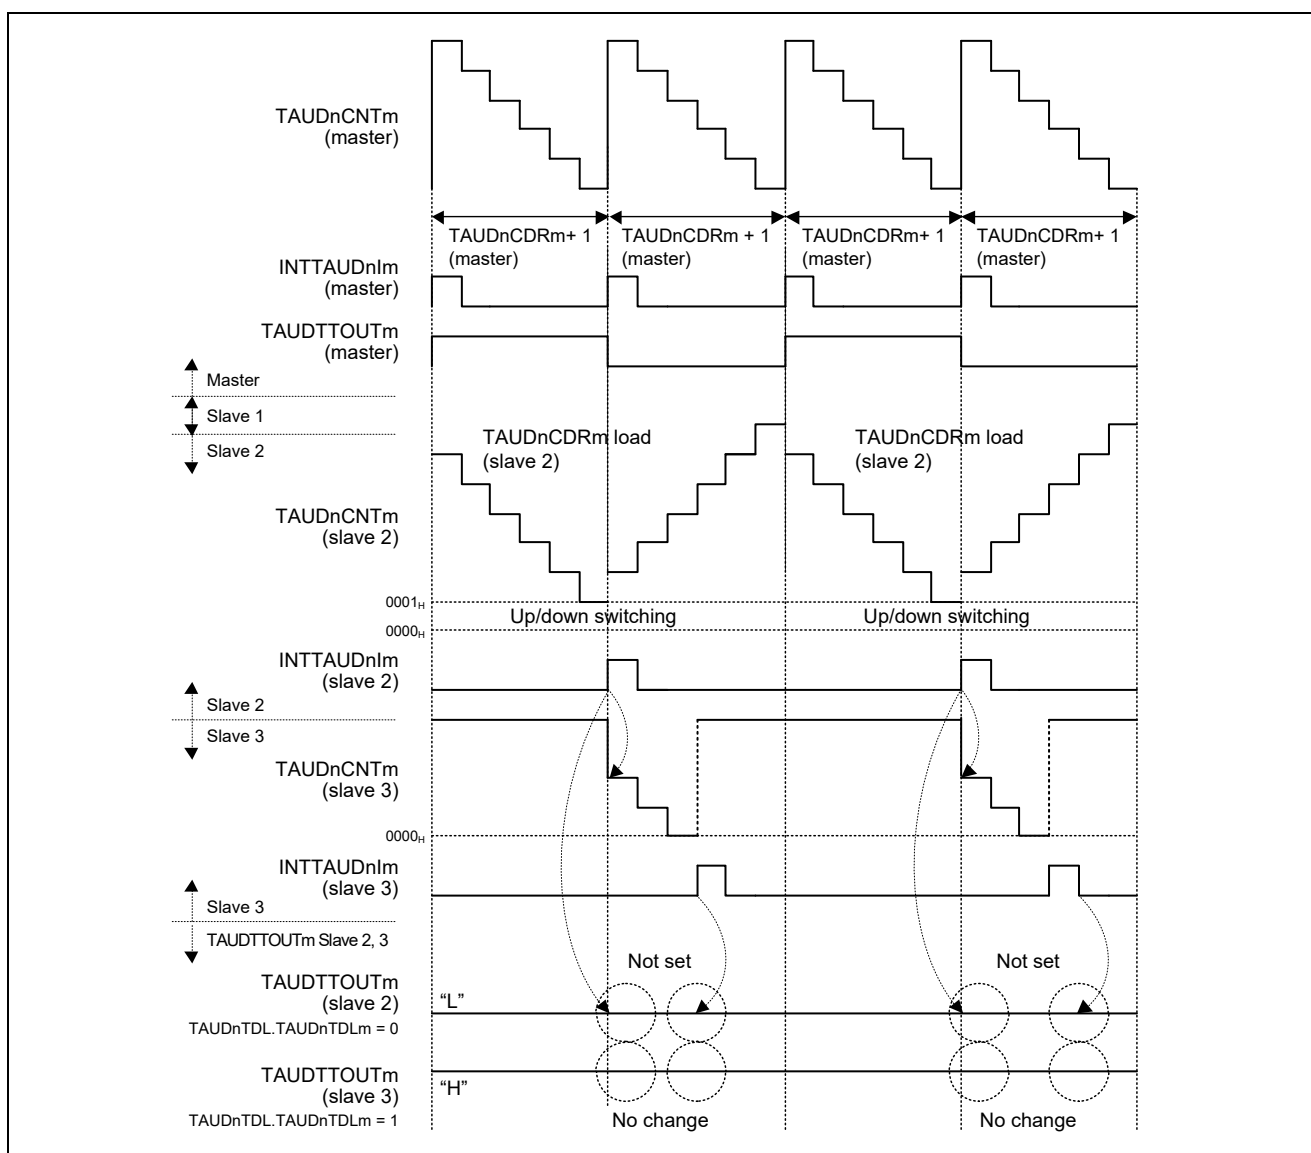 TAUDnCNTm
(master)
TAUDnCDRm+ 1
(master)
TAUDnCDRm + 1
(master)
TAUDnCDRm+ 1
(master)
TAUDnCDRm+ 1
(master)
INTTAUDnIm
(master)
TAUDTTOUTm
(master)
Master
Slave 1
Slave 2
TAUDnCDRm load
(slave 2)
TAUDnCDRm load
(slave 2)
TAUDnCNTm
(slave 2)
0001H
Up/down switching
Up/down switching
0000H
INTTAUDnIm
(slave 2)
Slave 2
Slave 3
TAUDnCNTm
(slave 3)
0000H
INTTAUDnIm
(slave 3)
Slave 3
TAUDTTOUTm Slave 2, 3
Not set
Not set
TAUDTTOUTm
(slave 2)
“L”
TAUDnTDL.TAUDnTDLm = 0
TAUDTTOUTm
(slave 3)
“H”
TAUDnTDL.TAUDnTDLm = 1
No change
No change